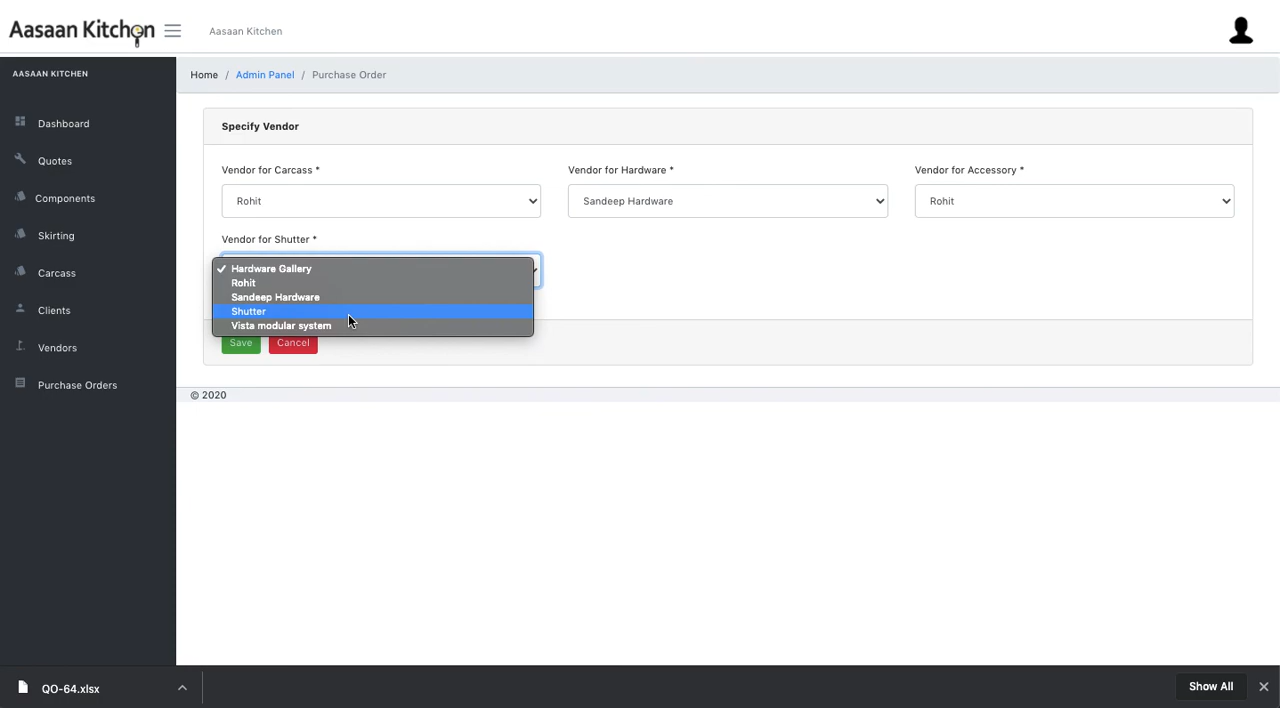 Aasaan Kitchen
Aasaan Kitchen
AASAAN KITCHEN
Home / Admin Panel / Purchase Order
Dashboard
Quotes
Components
Skirting
Carcass
Clients
Vendors
Purchase Orders
Specify Vendor
Vendor for Carcass *
Vendor for Hardware *
Vendor for Accessory *
Rohit
Sandeep Hardware
Rohit
Vendor for Shutter *
✓ Hardware Gallery
Rohit
Sandeep Hardware
Shutter
Vista modular system
Save
Cancel
© 2020
QO-64.xlsx
Show All